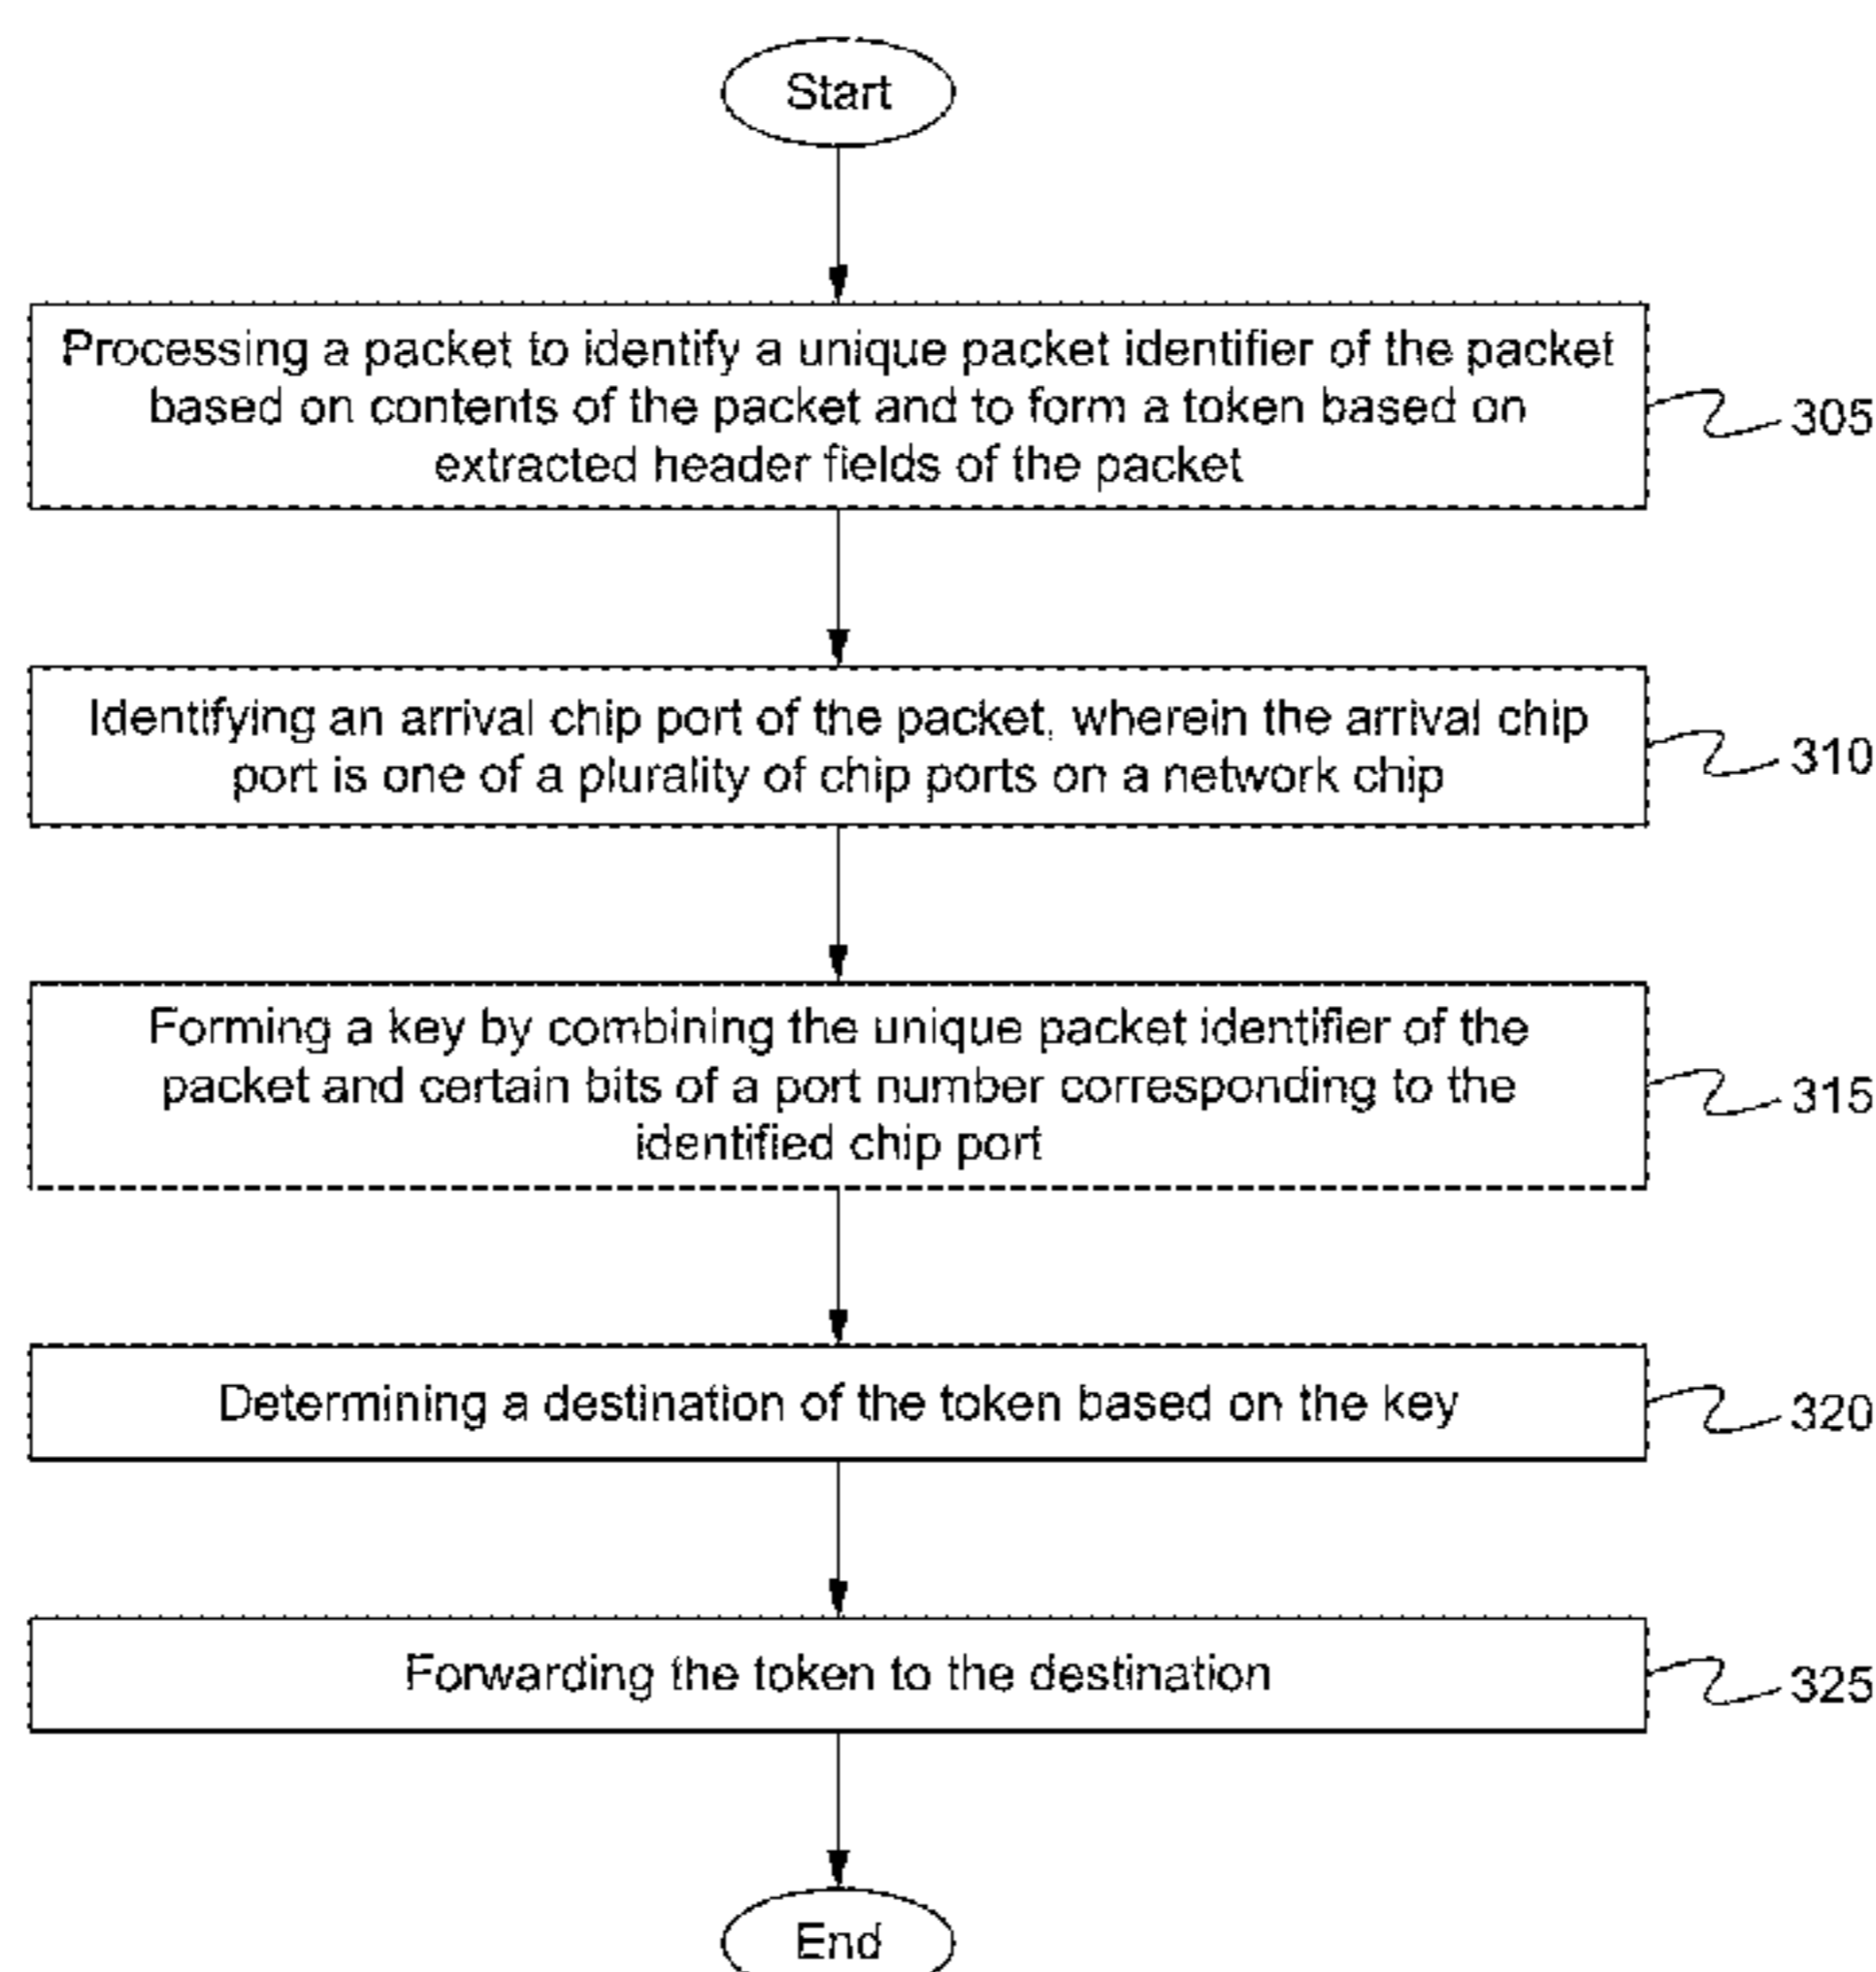 Start
Processing a packet to identify a unique packet identifier of the packet
based on contents of the packet and to form a token based on
extracted header fields of the packet
305
Identifying an arrival chip port of the packet, wherein the arrival chip
port is one of a plurality of chip ports on a network chip
310
Forming a key by combining the unique packet identifier of the
packet and certain bits of a port number corresponding to the
identified chip port
315
Determining a destination of the token based on the key
320
Forwarding the token to the destination
325
End